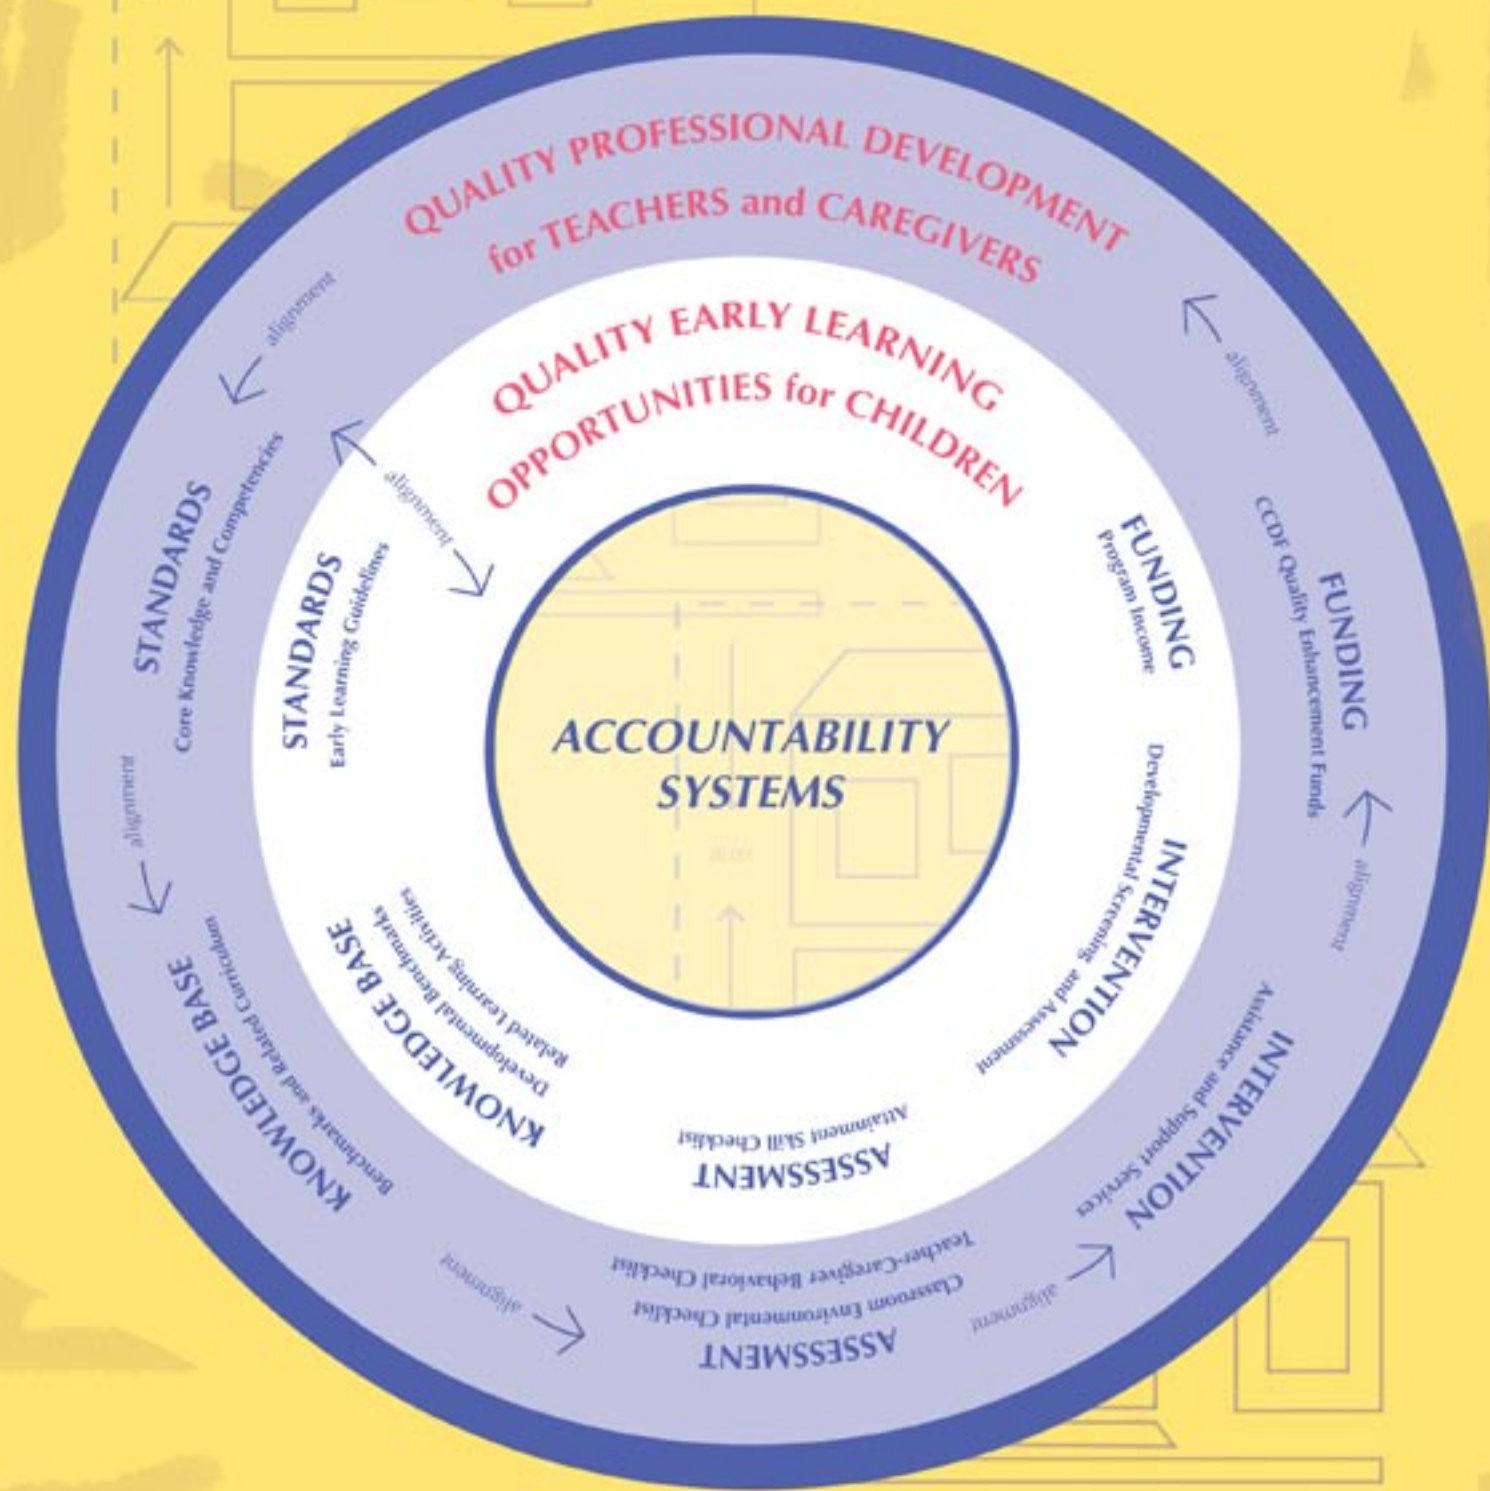 QUALITY PROFESSIONAL DEVELOPMENT
for TEACHERS and CAREGIVERS
alignment
STANDARDS
Core Knowledge and Competencies
alignment
KNOWLEDGE BASE
Benchmarks and Related Curriculum
alignment
ASSESSMENT
Classroom Environmental Checklist
Teacher-Caregiver Behavioral Checklist
alignment
INTERVENTION
Assistance and Support Services
alignment
FUNDING
CCDF Quality Enhancement Funds
alignment
QUALITY EARLY LEARNING
OPPORTUNITIES for CHILDREN
alignment
STANDARDS
Early Learning Guidelines
KNOWLEDGE BASE
Developmental Benchmarks
Related Learning Activities
ASSESSMENT
Attainment Skill Checklist
INTERVENTION
Developmental Screening and Assessment
FUNDING
Program Income
ACCOUNTABILITY
SYSTEMS